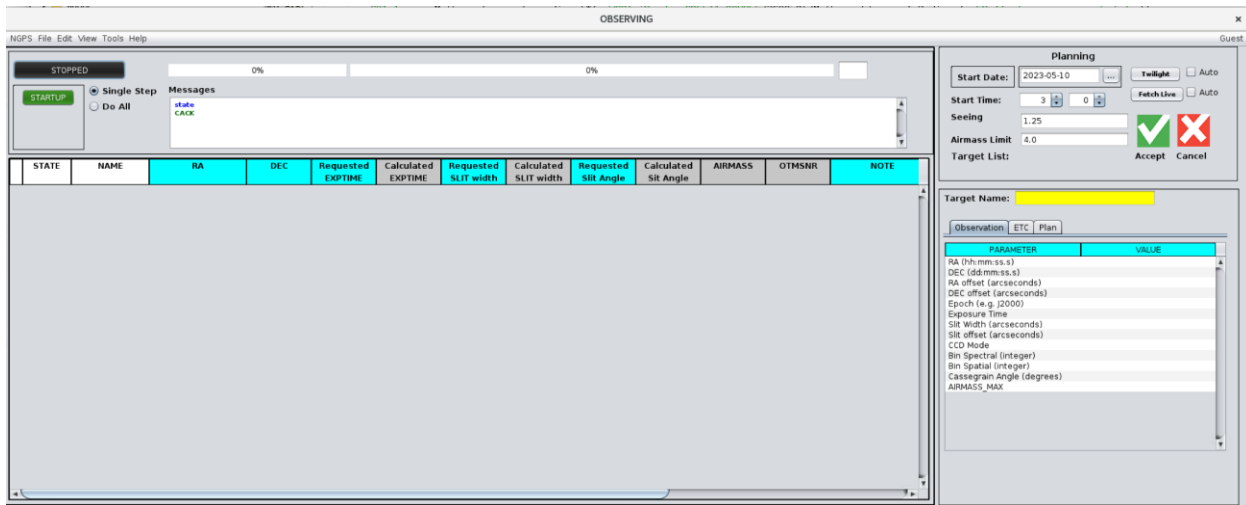 OBSERVING
x
NGPS File Edit View Tools Help
Guest
STOPPED
0%
0%
STARTUP
Single Step
Do All
Messages
state
CACK
STATE
NAME
RA
DEC
Requested
EXPTIME
Calculated
EXPTIME
Requested
SLIT width
Calculated
SLIT width
Requested
Slit Angle
Calculated
Sit Angle
AIRMASS
OTMSNR
NOTE
Planning
Start Date: 2023-05-10 ... Twilight Auto
Fetch Live Auto
Start Time: 3 0
Seeing 1.25
Airmass Limit 4.0
Target List: Accept Cancel
Target Name:
Observation ETC Plan
PARAMETER VALUE
RA (hh:mm:ss.s)
DEC (dd:mm:ss.s)
RA offset (arcseconds)
DEC offset (arcseconds)
Epoch (e.g. J2000)
Exposure Time
Slit Width (arcseconds)
Slit offset (arcseconds)
CCD Mode
Bin Spectral (integer)
Bin Spatial (integer)
Cassegrain Angle (degrees)
AIRMASS_MAX